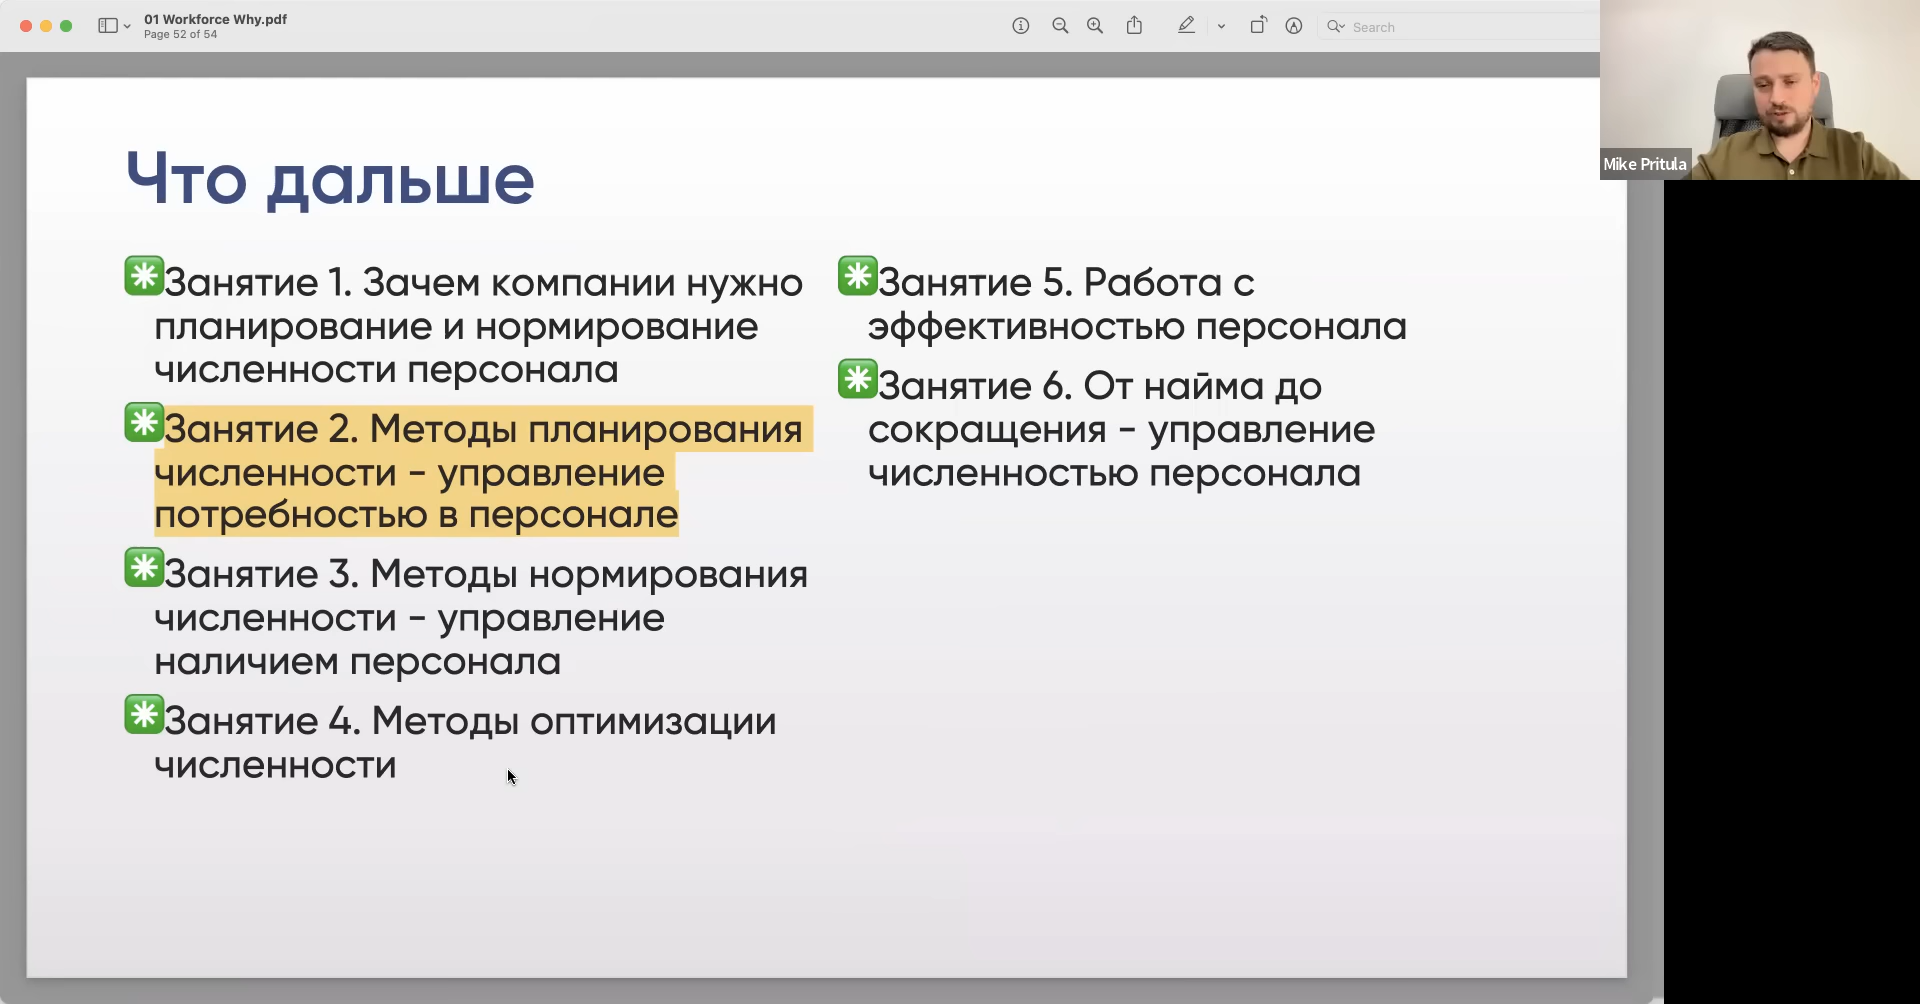 01 Workforce Why.pdf
Page 52 of 54
Search
Mike Pritula
Что дальше
Занятие 1. Зачем компании нужно
планирование и нормирование
численности персонала
Занятие 2. Методы планирования
численности - управление
потребностью в персонале
Занятие 3. Методы нормирования
численности - управление
наличием персонала
Занятие 4. Методы оптимизации
численности
Занятие 5. Работа с
эффективностью персонала
Занятие 6. От найма до
сокращения - управление
численностью персонала